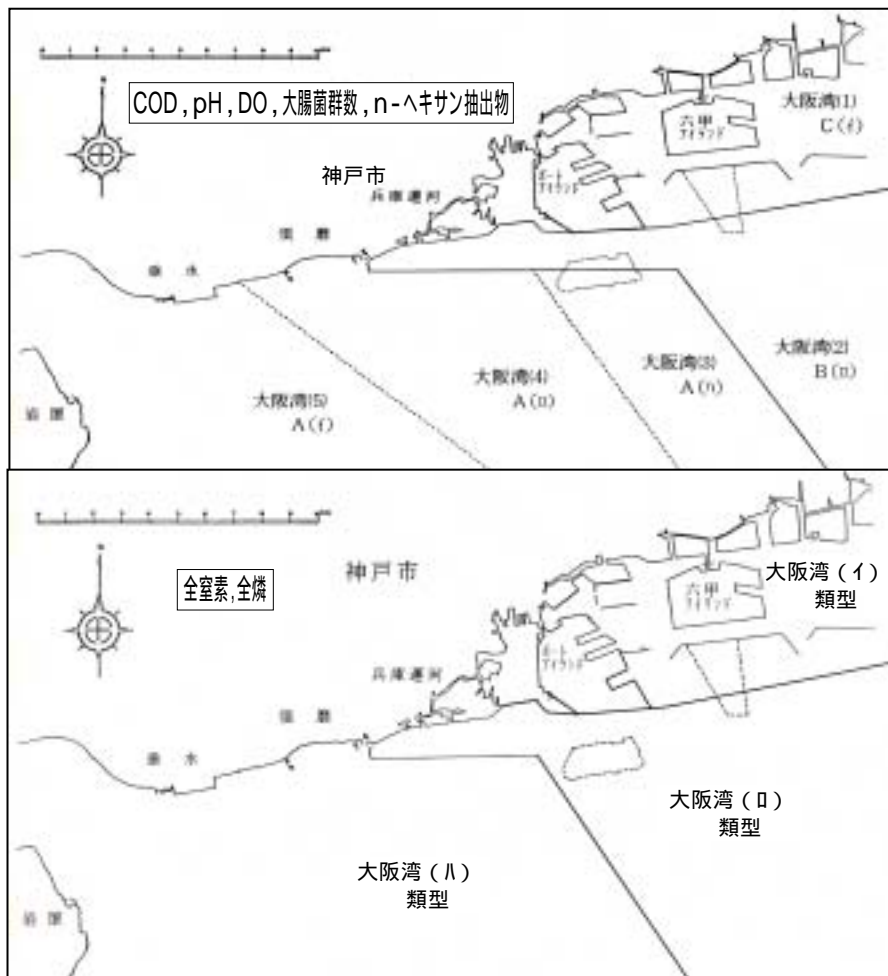 COD,pH,DO,大腸菌群数,n-ヘキサン抽出物
大阪湾(1)
C(イ)
六甲
アイランド
神戸市
兵庫運河
ポート
アイランド
須磨
垂水
大阪湾(2)
B(ロ)
大阪湾(3)
A(ハ)
大阪湾(4)
A(ロ)
大阪湾(5)
A(イ)
岩屋
神戸市
全窒素,全燐
大阪湾(イ)
類型
六甲
アイランド
兵庫運河
ポート
アイランド
須磨
垂水
大阪湾(ロ)
類型
大阪湾(ハ)
類型
岩屋